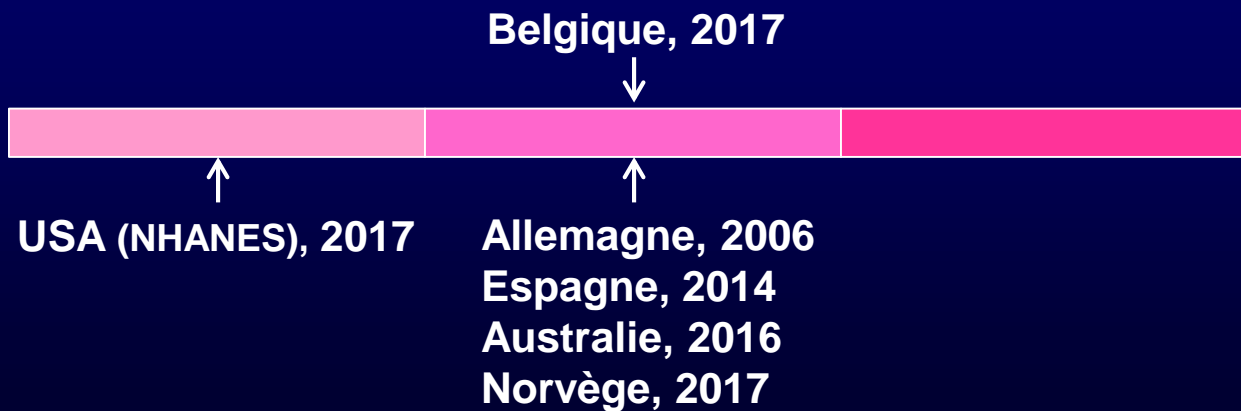 Belgique, 2017
USA (NHANES), 2017
Allemagne, 2006
Espagne, 2014
Australie, 2016
Norvège, 2017